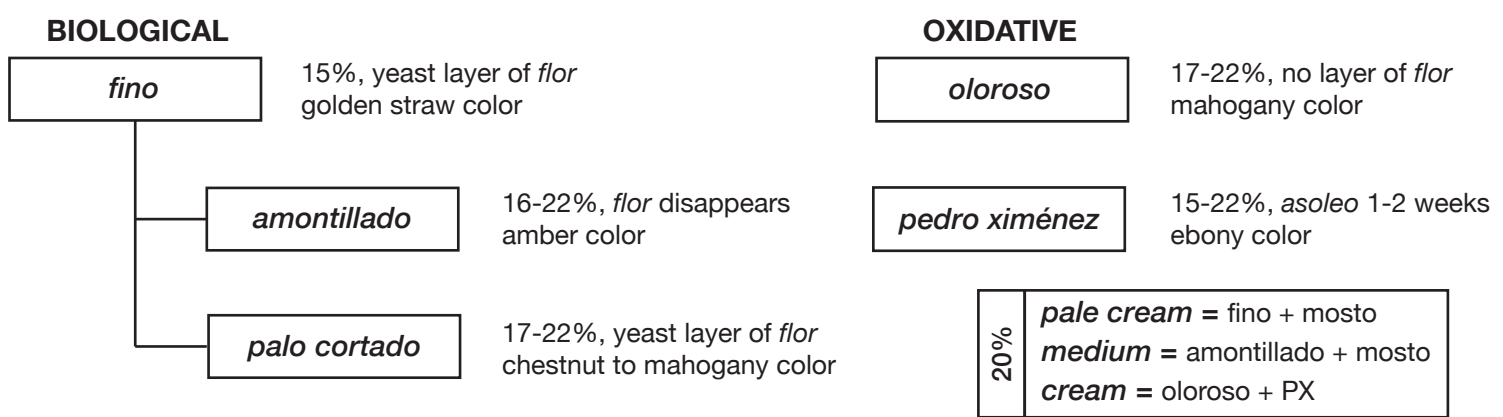 BIOLOGICAL
fino
15%, yeast layer of flor
golden straw color
amontillado
16-22%, flor disappears
amber color
palo cortado
17-22%, yeast layer of flor
chestnut to mahogany color
OXIDATIVE
oloroso
17-22%, no layer of flor
mahogany color
pedro ximénez
15-22%, asoleo 1-2 weeks
ebony color
20%
pale cream = fino + mosto
medium = amontillado + mosto
cream = oloroso + PX